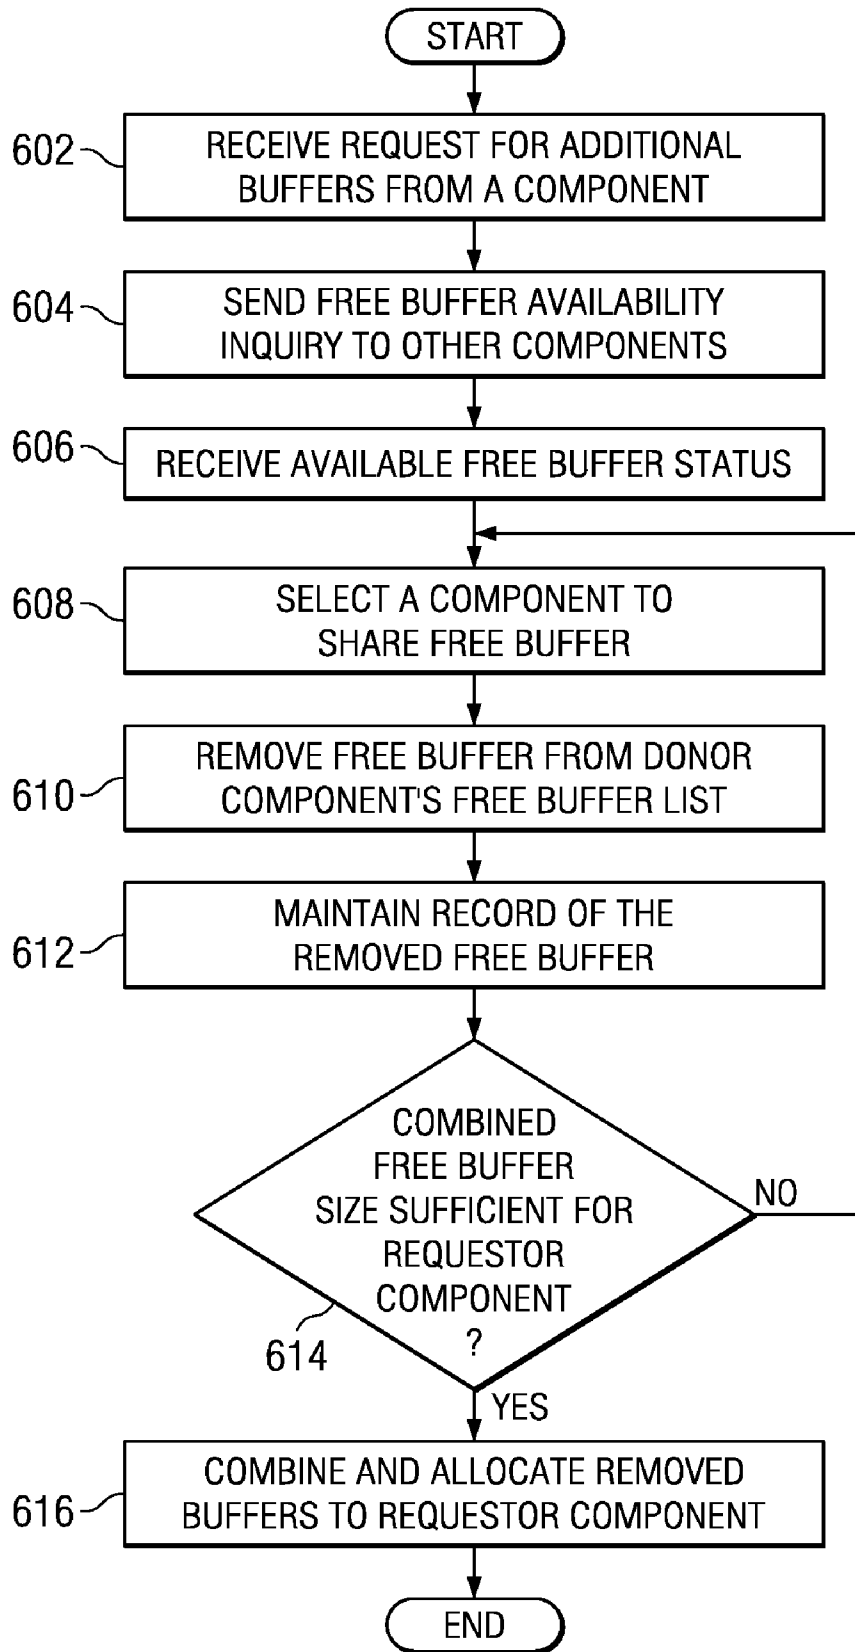 START
602
RECEIVE REQUEST FOR ADDITIONAL
BUFFERS FROM A COMPONENT
604
SEND FREE BUFFER AVAILABILITY
INQUIRY TO OTHER COMPONENTS
606
RECEIVE AVAILABLE FREE BUFFER STATUS
608
SELECT A COMPONENT TO
SHARE FREE BUFFER
610
REMOVE FREE BUFFER FROM DONOR
COMPONENT'S FREE BUFFER LIST
612
MAINTAIN RECORD OF THE
REMOVED FREE BUFFER
COMBINED
FREE BUFFER
SIZE SUFFICIENT FOR
REQUESTOR
COMPONENT
?
NO
614
YES
616
COMBINE AND ALLOCATE REMOVED
BUFFERS TO REQUESTOR COMPONENT
END